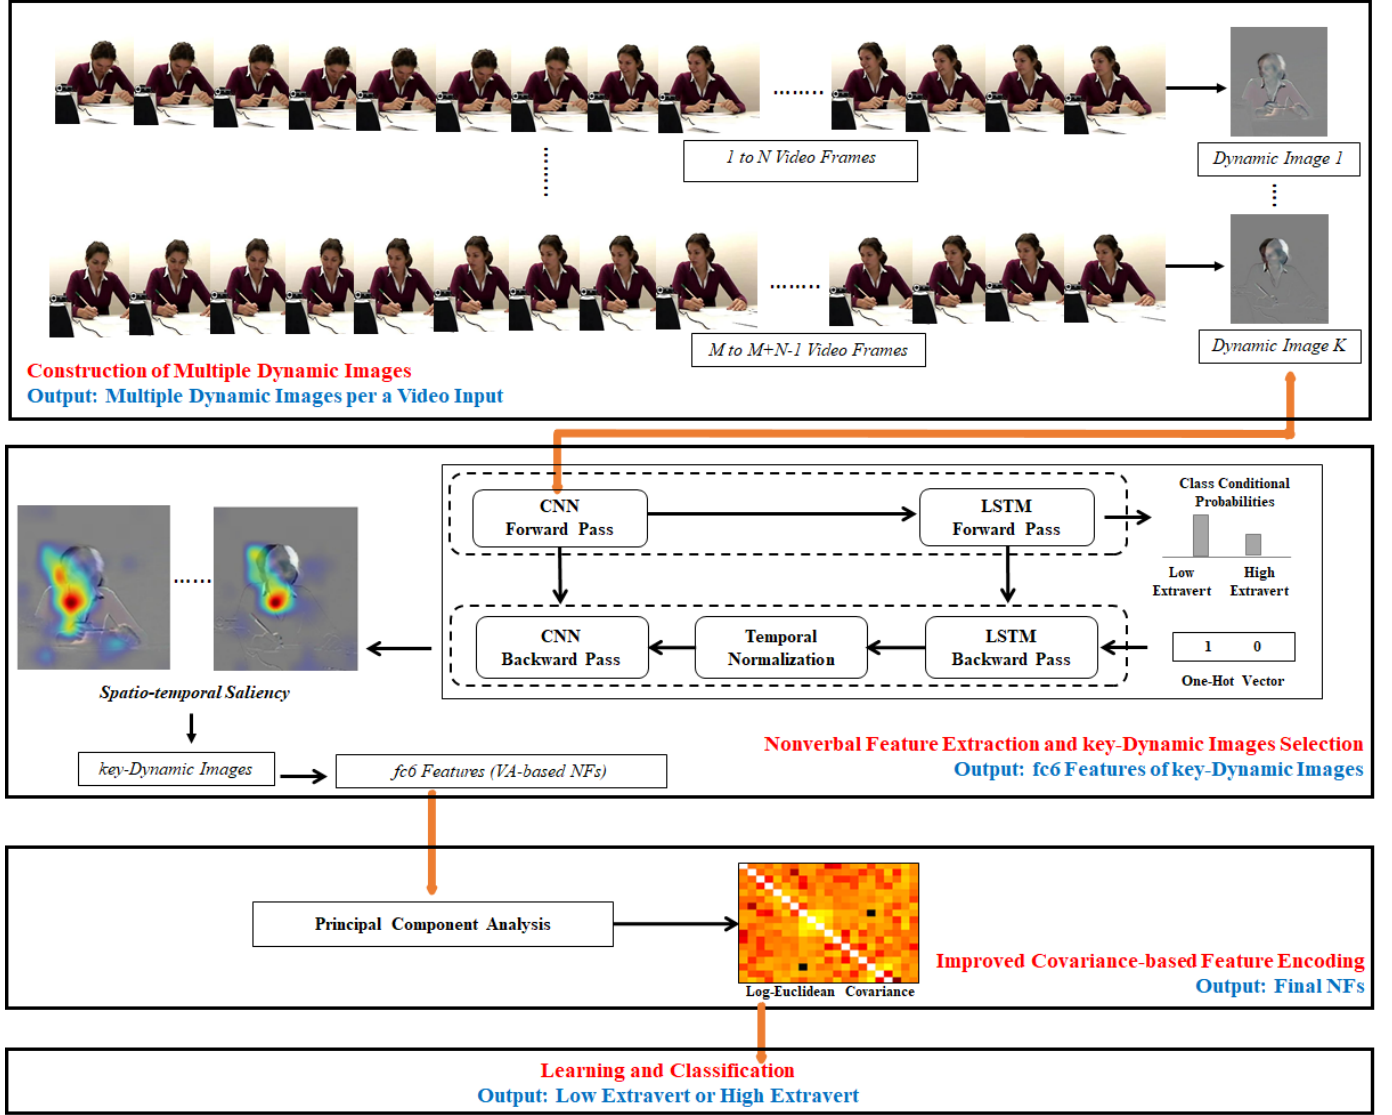 1 to N Video Frames
Dynamic Image 1
M to M+N-1 Video Frames
Dynamic Image K
Construction of Multiple Dynamic Images
Output: Multiple Dynamic Images per a Video Input
CNN
Forward Pass
LSTM
Forward Pass
Class Conditional
Probabilities
Low
Extravert
High
Extravert
CNN
Backward Pass
Temporal
Normalization
LSTM
Backward Pass
1 0
One-Hot Vector
Spatio-temporal Saliency
key-Dynamic Images
fc6 Features (VA-based NFs)
Nonverbal Feature Extraction and key-Dynamic Images Selection
Output: fc6 Features of key-Dynamic Images
Principal Component Analysis
Log-Euclidean Covariance
Improved Covariance-based Feature Encoding
Output: Final NFs
Learning and Classification
Output: Low Extravert or High Extravert